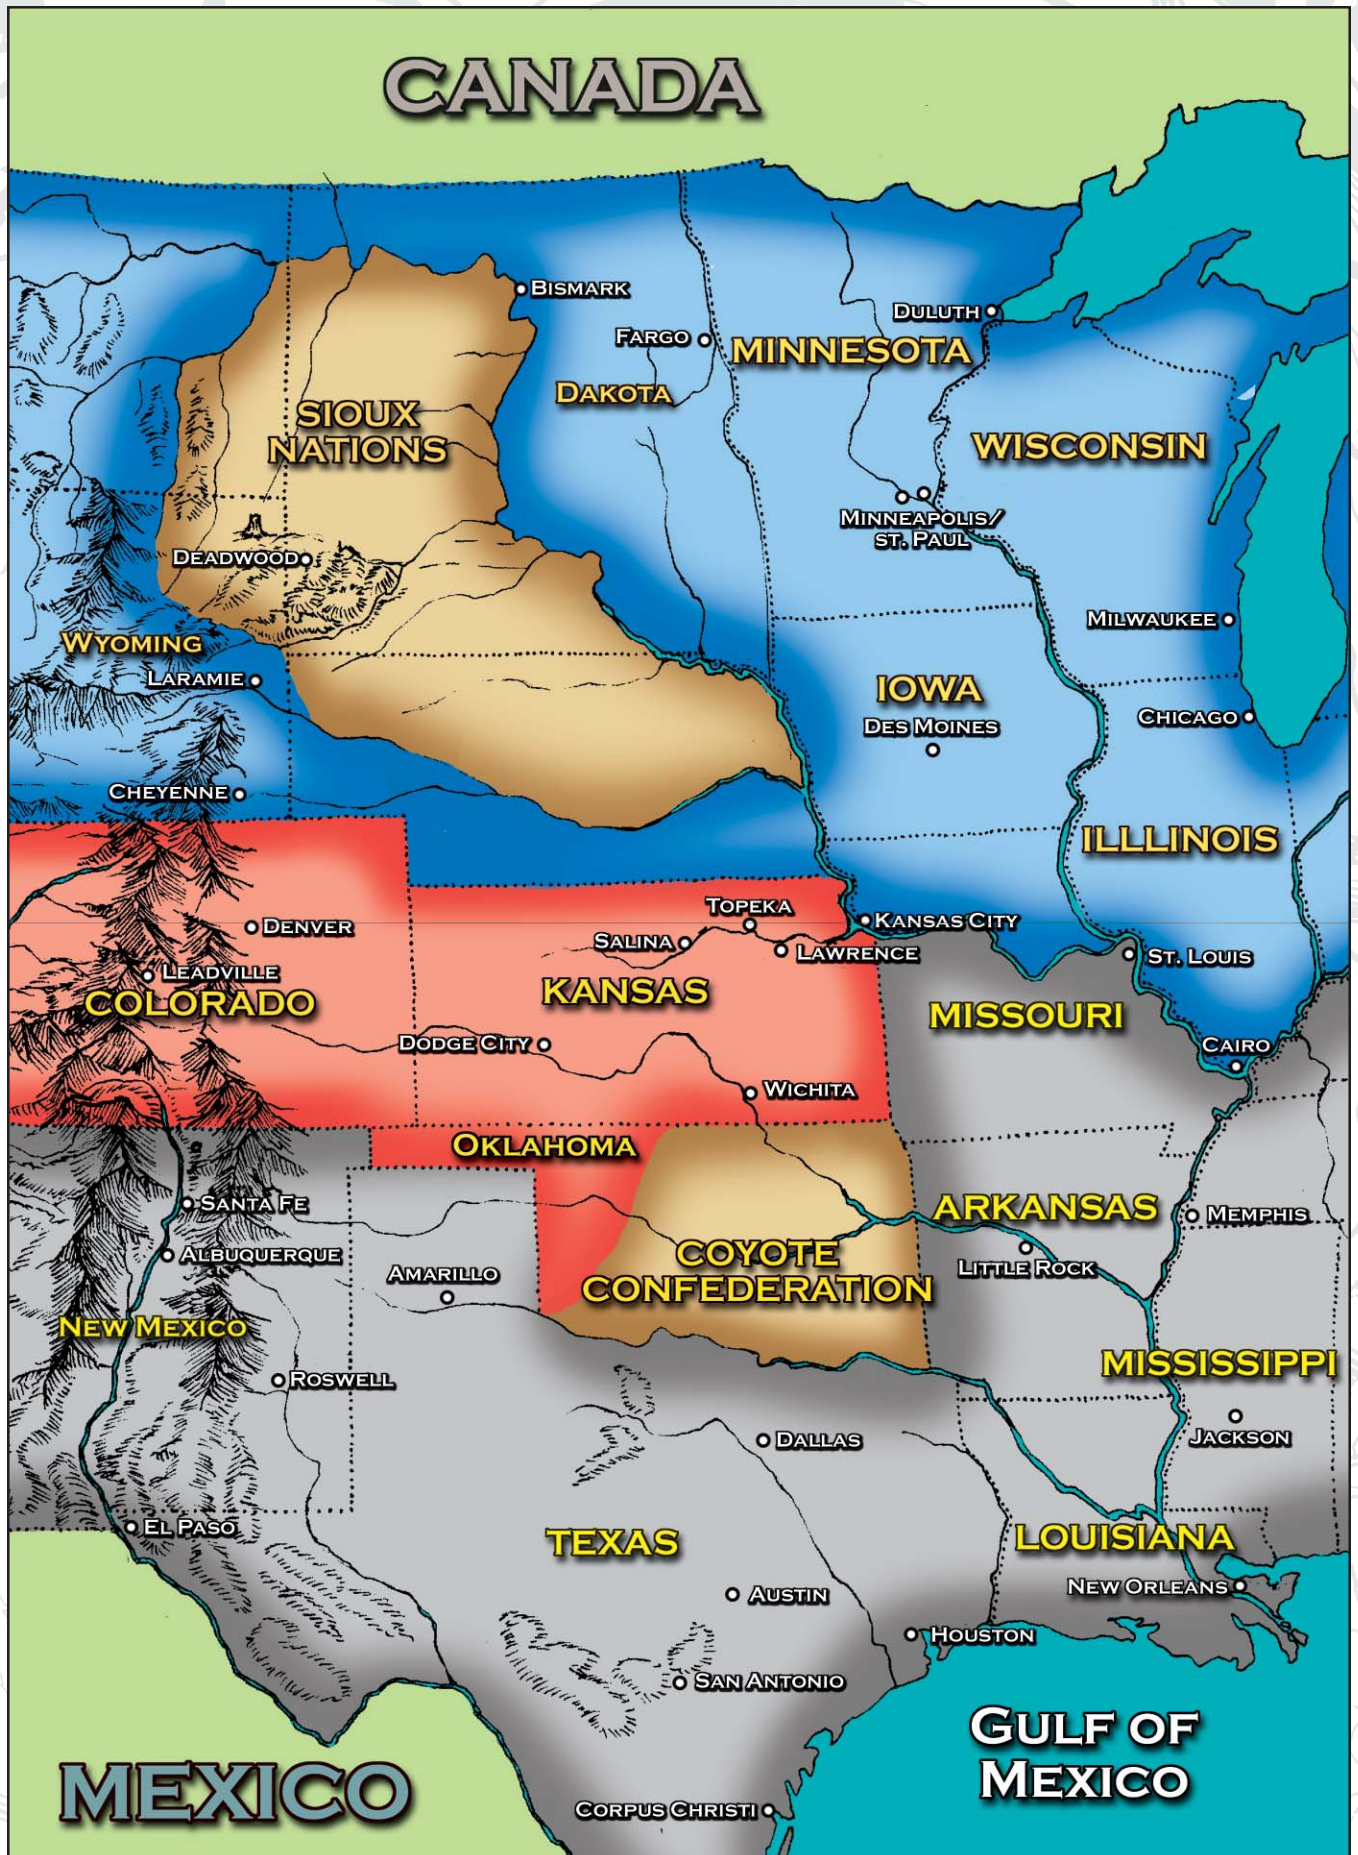 CANADA
BISMARK
DULUTH
FARGO
MINNESOTA
DAKOTA
SIOUX
NATIONS
WISCONSIN
MINNEAPOLIS/
ST. PAUL
DEADWOOD
MILWAUKEE
WYOMING
LARAMIE
IOWA
DES MOINES
CHICAGO
CHEYENNE
ILLLINOIS
TOPEKA
KANSAS CITY
DENVER
SALINA
LAWRENCE
ST. LOUIS
LEADVILLE
COLORADO
KANSAS
MISSOURI
DODGE CITY
CAIRO
WICHITA
OKLAHOMA
SANTA FE
ARKANSAS
MEMPHIS
ALBUQUERQUE
COYOTE
CONFEDERATION
LITTLE ROCK
AMARILLO
NEW MEXICO
MISSISSIPPI
ROSWELL
JACKSON
DALLAS
EL PASO
TEXAS
LOUISIANA
NEW ORLEANS
AUSTIN
HOUSTON
SAN ANTONIO
GULF OF
MEXICO
MEXICO
CORPUS CHRISTI